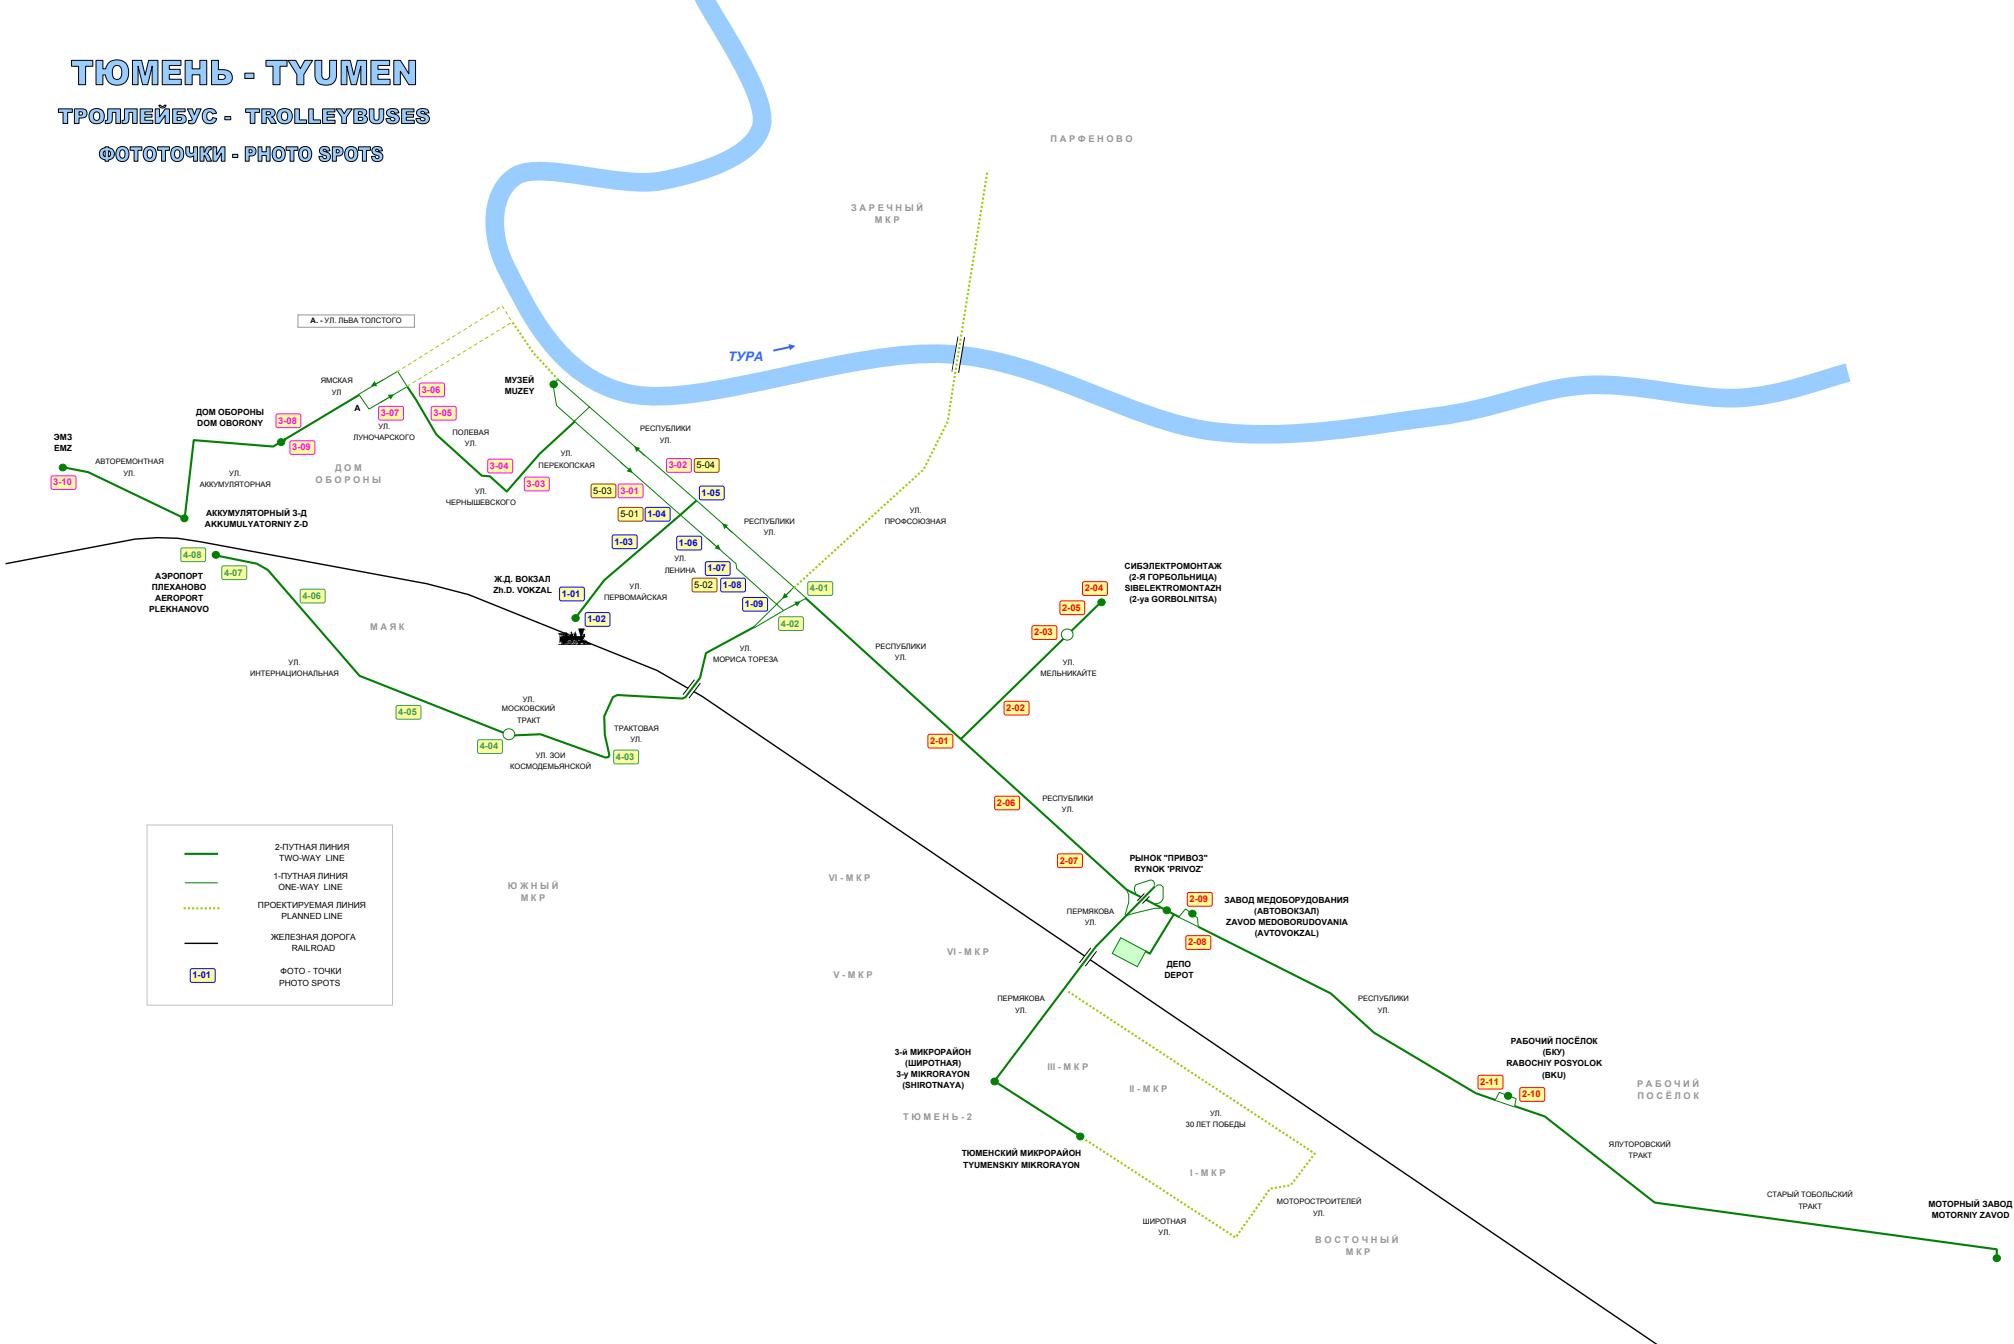 ТЮМЕНЬ - TYUMEN
ТРОЛЛЕЙБУС - TROLLEYBUSES
ФОТОТОЧКИ - PHOTO SPOTS
ПАРФЕНОВО
ЗАРЕЧНЫЙ
МКР
А. - УЛ. ЛЬВА ТОЛСТОГО
ТУРА
ЯМСКАЯ
УЛ
А
МУЗЕЙ
MUZEY
3-06
3-07
3-05
ДОМ ОБОРОНЫ
DOM OBORONY
3-08
3-09
УЛ.
ЛУНОЧАРСКОГО
ПОЛЕВАЯ
УЛ.
РЕСПУБЛИКИ
УЛ.
ЭМЗ
EMZ
3-10
АВТОРЕМОНТНАЯ
УЛ.
УЛ.
АККУМУЛЯТОРНАЯ
ДОМ
ОБОРОНЫ
3-04
УЛ.
ПЕРЕКОПСКАЯ
3-03
УЛ.
ЧЕРНЫШЕВСКОГО
3-02
5-04
5-03
3-01
1-05
5-01
1-04
АККУМУЛЯТОРНЫЙ З-Д
AKKUMULYATORNIY Z-D
РЕСПУБЛИКИ
УЛ.
УЛ.
ПРОФСОЮЗНАЯ
1-03
1-06
УЛ.
ЛЕНИНА
1-07
5-02
1-08
1-09
4-01
4-02
4-08
4-07
АЭРОПОРТ
ПЛЕХАНОВО
AEROPORT
PLEKHANOVO
4-06
МАЯК
Ж.Д. ВОКЗАЛ
Zh.D. VOKZAL
1-01
1-02
УЛ.
ПЕРВОМАЙСКАЯ
СИБЭЛЕКТРОМОНТАЖ
(2-Я ГОРБОЛЬНИЦА)
SIBELEKTROMONTAZH
(2-ya GORBOLNITSA)
2-04
2-05
2-03
УЛ.
МЕЛЬНИКАЙТЕ
2-02
2-01
УЛ.
МОРИСА ТОРЕЗА
РЕСПУБЛИКИ
УЛ.
УЛ.
ИНТЕРНАЦИОНАЛЬНАЯ
4-05
УЛ.
МОСКОВСКИЙ
ТРАКТ
4-04
УЛ. ЗОИ
КОСМОДЕМЬЯНСКОЙ
ТРАКТОВАЯ
УЛ.
4-03
2-06
РЕСПУБЛИКИ
УЛ.
2-07
2-ПУТНАЯ ЛИНИЯ
TWO-WAY LINE
1-ПУТНАЯ ЛИНИЯ
ONE-WAY LINE
ПРОЕКТИРУЕМАЯ ЛИНИЯ
PLANNED LINE
ЖЕЛЕЗНАЯ ДОРОГА
RAILROAD
1-01
ФОТО - ТОЧКИ
PHOTO SPOTS
ЮЖНЫЙ
МКР
VI - МКР
VI - МКР
V - МКР
РЫНОК "ПРИВОЗ"
RYNOK 'PRIVOZ'
ПЕРМЯКОВА
УЛ.
2-09
2-08
ЗАВОД МЕДОБОРУДОВАНИЯ
(АВТОВОКЗАЛ)
ZAVOD MEDOBORUDOVANIA
(AVTOVOKZAL)
ДЕПО
DEPOT
ПЕРМЯКОВА
УЛ.
РЕСПУБЛИКИ
УЛ.
3-й МИКРОРАЙОН
(ШИРОТНАЯ)
3-y MIKRORAYON
(SHIROTNAYA)
III - МКР
II - МКР
ТЮМЕНЬ - 2
УЛ.
30 ЛЕТ ПОБЕДЫ
РАБОЧИЙ ПОСЁЛОК
(БКУ)
RABOCHIY POSYOLOK
(BKU)
2-11
2-10
РАБОЧИЙ
ПОСЁЛОК
ТЮМЕНСКИЙ МИКРОРАЙОН
TYUMENSKIY MIKRORAYON
I - МКР
ЯЛУТОРОВСКИЙ
ТРАКТ
МОТОРОСТРОИТЕЛЕЙ
УЛ.
ШИРОТНАЯ
УЛ.
ВОСТОЧНЫЙ
МКР
СТАРЫЙ ТОБОЛЬСКИЙ
ТРАКТ
МОТОРНЫЙ ЗАВОД
MOTORNIY ZAVOD